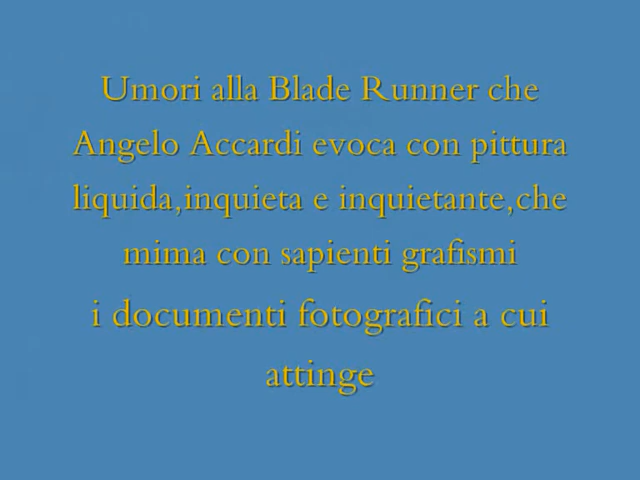 Umori alla Blade Runner che
Angelo Accardi evoca con pittura
liquida,inquieta e inquietante,che
mima con sapienti grafismi
i documenti fotografici a cui
attinge